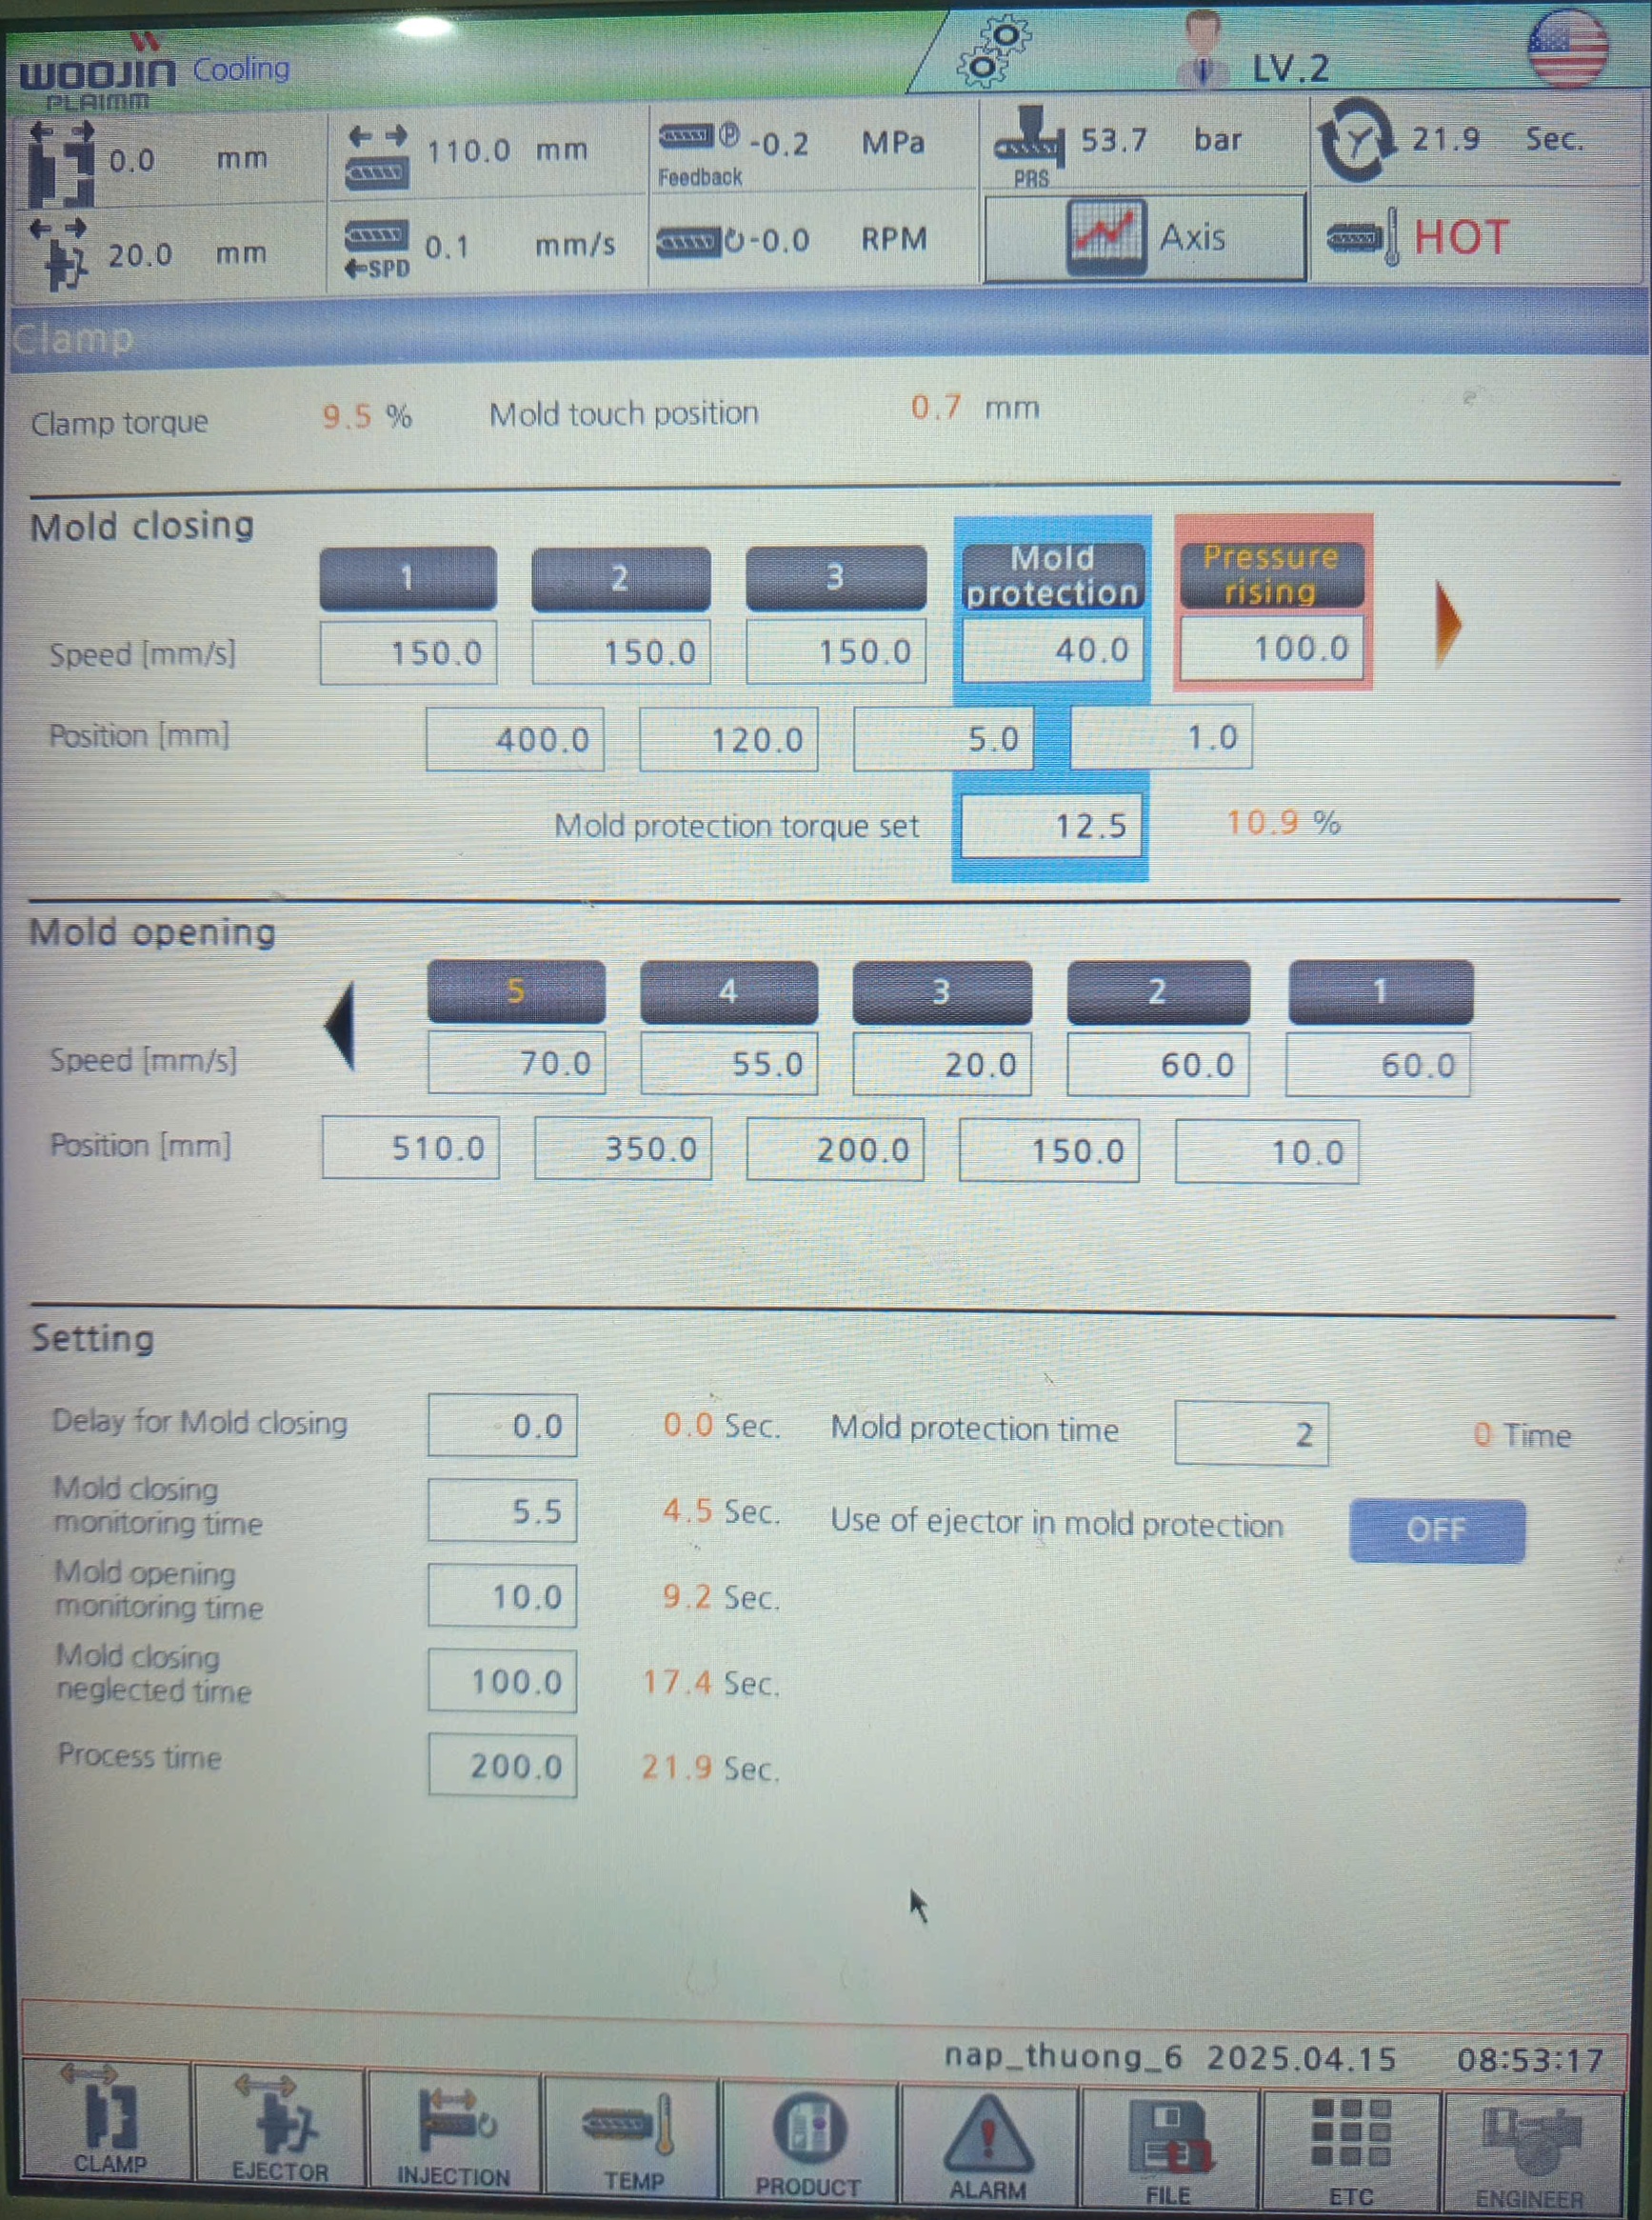 WOOJIN Cooling LV.2
PLAIMM
0.0 mm 110.0 mm -0.2 MPa 53.7 bar 21.9 Sec.
Feedback PRS
20.0 mm 0.1 mm/s -0.0 RPM Axis HOT
SPD
Clamp
Clamp torque 9.5 % Mold touch position 0.7 mm
Mold closing
1 2 3 Mold protection Pressure rising
Speed [mm/s] 150.0 150.0 150.0 40.0 100.0
Position [mm] 400.0 120.0 5.0 1.0
Mold protection torque set 12.5 10.9 %
Mold opening
5 4 3 2 1
Speed [mm/s] 70.0 55.0 20.0 60.0 60.0
Position [mm] 510.0 350.0 200.0 150.0 10.0
Setting
Delay for Mold closing 0.0 0.0 Sec. Mold protection time 2 0 Time
Mold closing
monitoring time 5.5 4.5 Sec. Use of ejector in mold protection OFF
Mold opening
monitoring time 10.0 9.2 Sec.
Mold closing
neglected time 100.0 17.4 Sec.
Process time 200.0 21.9 Sec.
nap_thuong_6 2025.04.15 08:53:17
CLAMP EJECTOR INJECTION TEMP PRODUCT ALARM FILE ETC ENGINEER